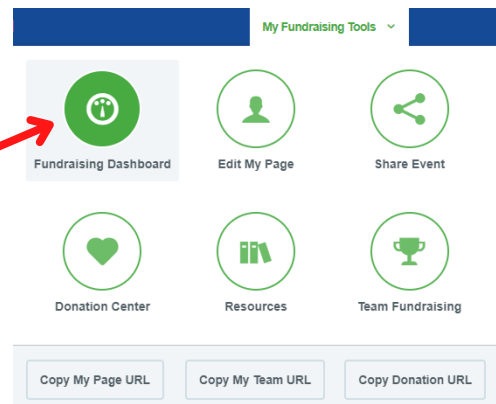 My Fundraising Tools
Fundraising Dashboard
Edit My Page
Share Event
Donation Center
Resources
Team Fundraising
Copy My Page URL
Copy My Team URL
Copy Donation URL